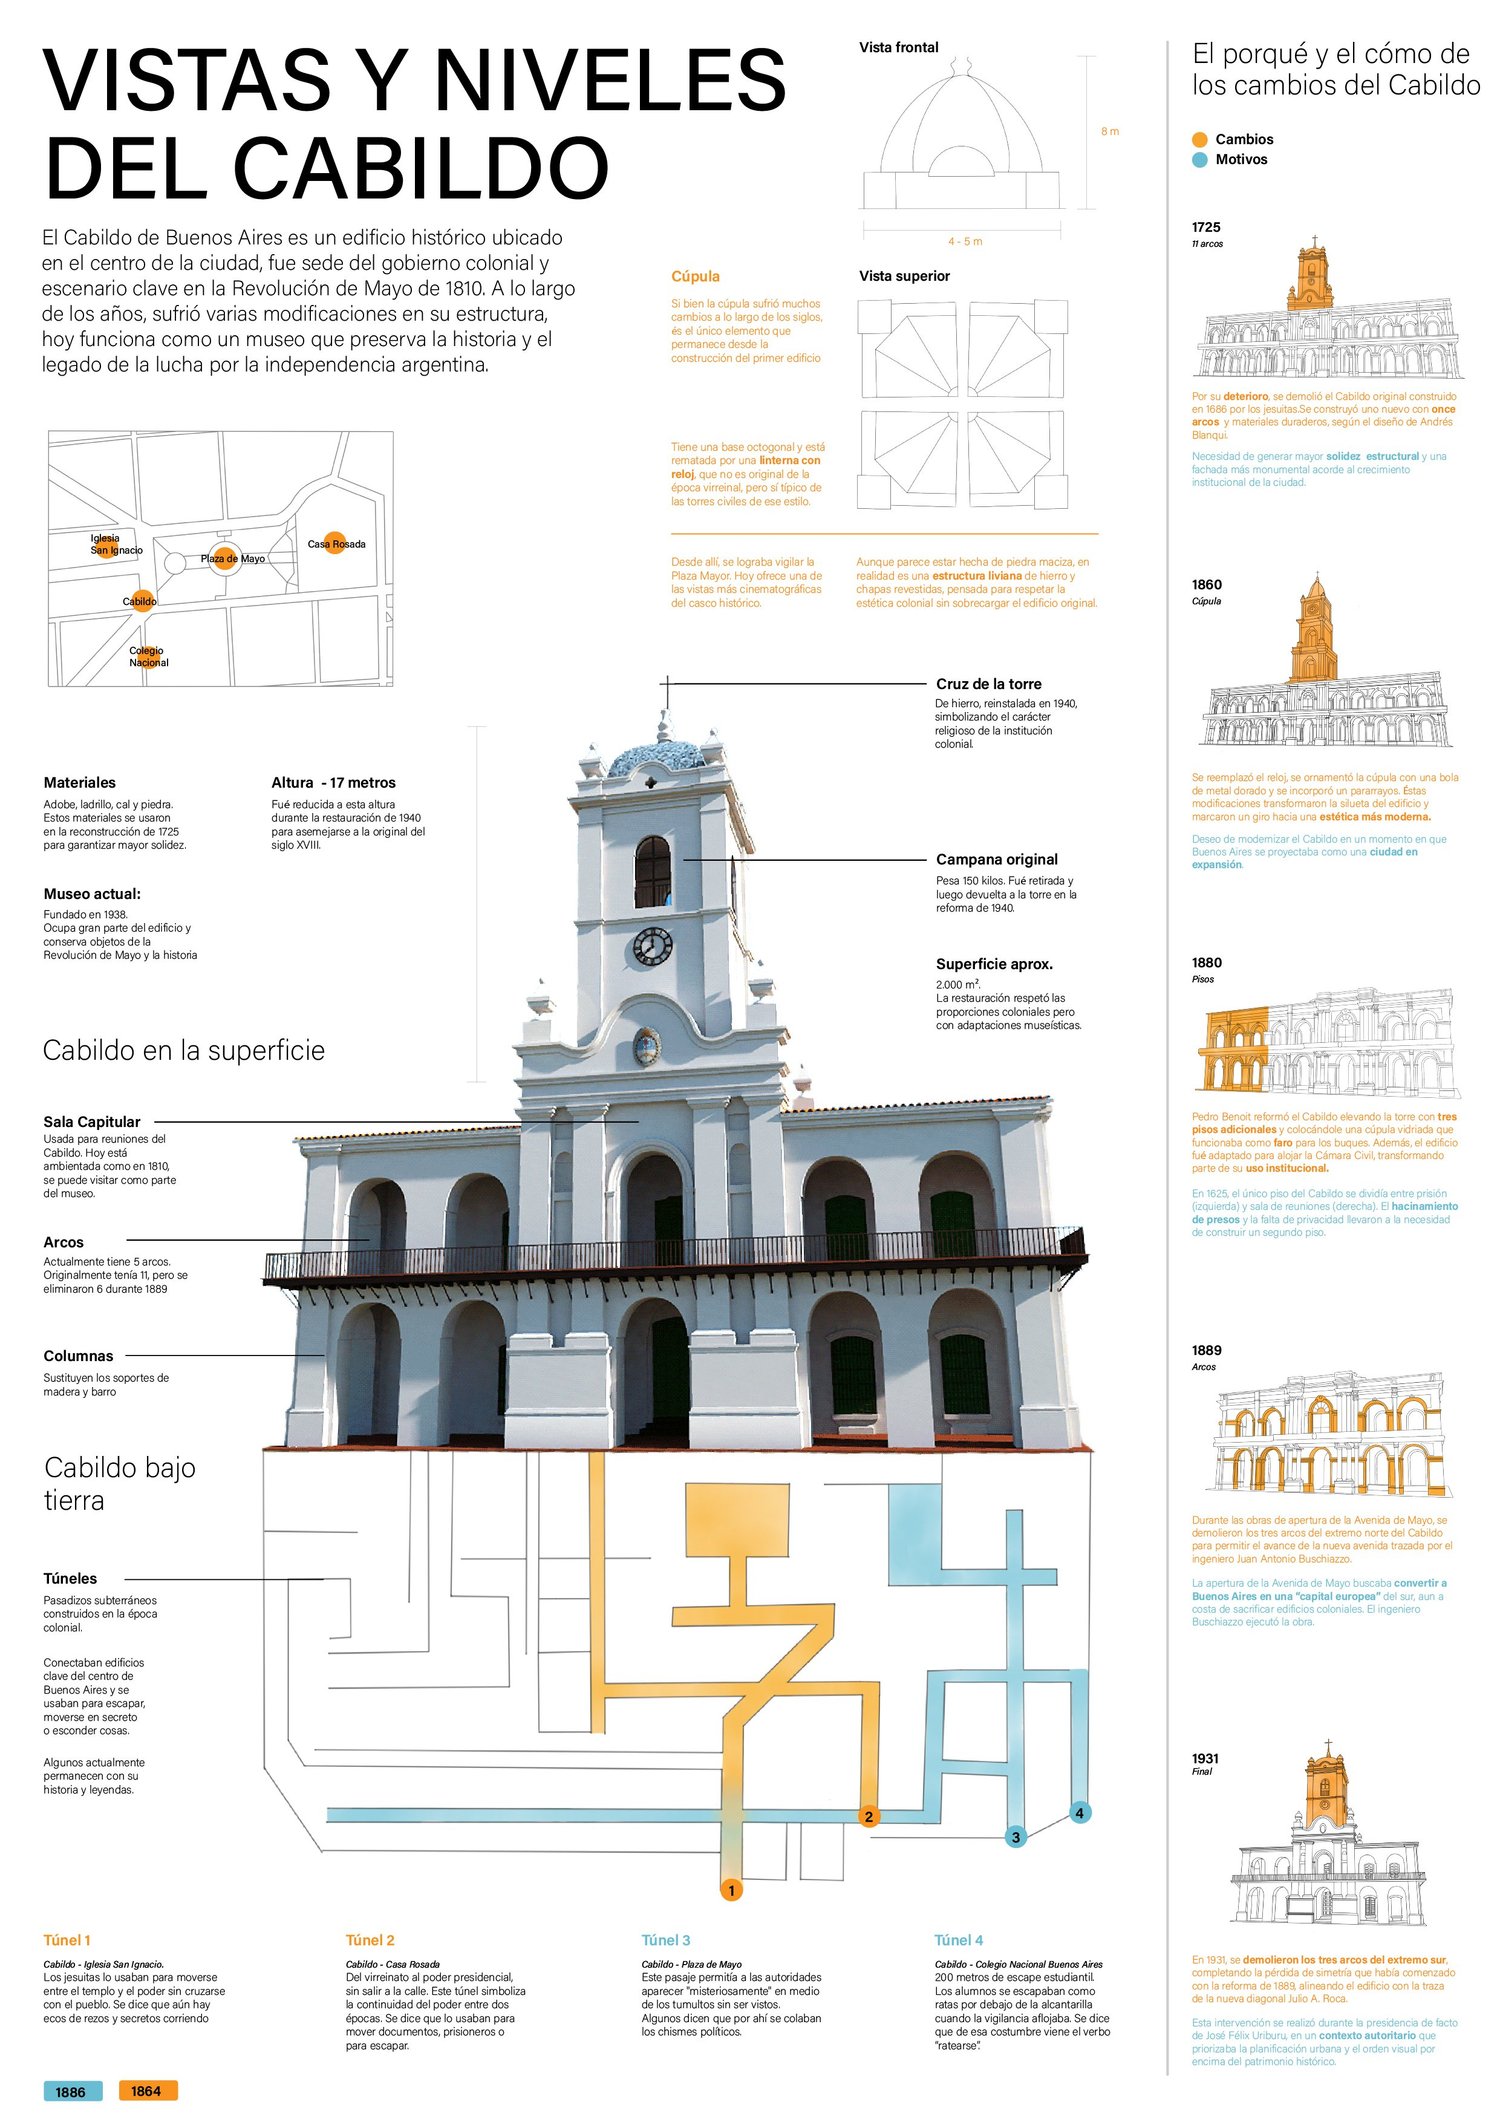 VISTAS Y NIVELES
DEL CABILDO
El Cabildo de Buenos Aires es un edificio histórico ubicado
en el centro de la ciudad, fue sede del gobierno colonial y
escenario clave en la Revolución de Mayo de 1810. A lo largo
de los años, sufrió varias modificaciones en su estructura,
hoy funciona como un museo que preserva la historia y el
legado de la lucha por la independencia argentina.
Iglesia
San Ignacio
Plaza de Mayo
Casa Rosada
Cabildo
Colegio
Nacional
Vista frontal
8 m
4 - 5 m
Cúpula
Si bien la cúpula sufrió muchos
cambios a lo largo de los siglos,
és el único elemento que
permanece desde la
construcción del primer edificio
Vista superior
Tiene una base octogonal y está
rematada por una linterna con
reloj, que no es original de la
época virreinal, pero sí típico de
las torres civiles de ese estilo.
Desde allí, se lograba vigilar la
Plaza Mayor. Hoy ofrece una de
las vistas más cinematográficas
del casco histórico.
Aunque parece estar hecha de piedra maciza, en
realidad es una estructura liviana de hierro y
chapas revestidas, pensada para respetar la
estética colonial sin sobrecargar el edificio original.
Materiales
Adobe, ladrillo, cal y piedra.
Estos materiales se usaron
en la reconstrucción de 1725
para garantizar mayor solidez.
Altura - 17 metros
Fué reducida a esta altura
durante la restauración de 1940
para asemejarse a la original del
siglo XVIII.
Museo actual:
Fundado en 1938.
Ocupa gran parte del edificio y
conserva objetos de la
Revolución de Mayo y la historia
Cruz de la torre
De hierro, reinstalada en 1940,
simbolizando el carácter
religioso de la institución
colonial.
Campana original
Pesa 150 kilos. Fué retirada y
luego devuelta a la torre en la
reforma de 1940.
Superficie aprox.
2.000 m².
La restauración respetó las
proporciones coloniales pero
con adaptaciones museísticas.
Cabildo en la superficie
Sala Capitular
Usada para reuniones del
Cabildo. Hoy está
ambientada como en 1810,
se puede visitar como parte
del museo.
Arcos
Actualmente tiene 5 arcos.
Originalmente tenía 11, pero se
eliminaron 6 durante 1889
Columnas
Sustituyen los soportes de
madera y barro
Cabildo bajo
tierra
Túneles
Pasadizos subterráneos
construidos en la época
colonial.
Conectaban edificios
clave del centro de
Buenos Aires y se
usaban para escapar,
moverse en secreto
o esconder cosas.
Algunos actualmente
permanecen con su
historia y leyendas.
1
2
3
4
Túnel 1
Cabildo - Iglesia San Ignacio.
Los jesuitas lo usaban para moverse
entre el templo y el poder sin cruzarse
con el pueblo. Se dice que aún hay
ecos de rezos y secretos corriendo
Túnel 2
Cabildo - Casa Rosada
Del virreinato al poder presidencial,
sin salir a la calle. Este túnel simboliza
la continuidad del poder entre dos
épocas. Se dice que lo usaban para
mover documentos, prisioneros o
para escapar.
Túnel 3
Cabildo - Plaza de Mayo
Este pasaje permitía a las autoridades
aparecer "misteriosamente" en medio
de los tumultos sin ser vistos.
Algunos dicen que por ahí se colaban
los chismes políticos.
Túnel 4
Cabildo - Colegio Nacional Buenos Aires
200 metros de escape estudiantil.
Los alumnos se escapaban como
ratas por debajo de la alcantarilla
cuando la vigilancia aflojaba. Se dice
que de esa costumbre viene el verbo
"ratearse".
1886
1864
El porqué y el cómo de
los cambios del Cabildo
Cambios
Motivos
1725
11 arcos
Por su deterioro, se demolió el Cabildo original construido
en 1686 por los jesuitas.Se construyó uno nuevo con once
arcos y materiales duraderos, según el diseño de Andrés
Blanqui.
Necesidad de generar mayor solidez estructural y una
fachada más monumental acorde al crecimiento
institucional de la ciudad.
1860
Cúpula
Se reemplazó el reloj, se ornamentó la cúpula con una bola
de metal dorado y se incorporó un pararrayos. Éstas
modificaciones transformaron la silueta del edificio y
marcaron un giro hacia una estética más moderna.
Deseo de modernizar el Cabildo en un momento en que
Buenos Aires se proyectaba como una ciudad en
expansión.
1880
Pisos
Pedro Benoit reformó el Cabildo elevando la torre con tres
pisos adicionales y colocándole una cúpula vidriada que
funcionaba como faro para los buques. Además, el edificio
fué adaptado para alojar la Cámara Civil, transformando
parte de su uso institucional.
En 1625, el único piso del Cabildo se dividía entre prisión
(izquierda) y sala de reuniones (derecha). El hacinamiento
de presos y la falta de privacidad llevaron a la necesidad
de construir un segundo piso.
1889
Arcos
Durante las obras de apertura de la Avenida de Mayo, se
demolieron los tres arcos del extremo norte del Cabildo
para permitir el avance de la nueva avenida trazada por el
ingeniero Juan Antonio Buschiazzo.
La apertura de la Avenida de Mayo buscaba convertir a
Buenos Aires en una "capital europea" del sur, aun a
costa de sacrificar edificios coloniales. El ingeniero
Buschiazzo ejecutó la obra.
1931
Final
En 1931, se demolieron los tres arcos del extremo sur,
completando la pérdida de simetría que había comenzado
con la reforma de 1889, alineando el edificio con la traza
de la nueva diagonal Julio A. Roca.
Esta intervención se realizó durante la presidencia de facto
de José Félix Uriburu, en un contexto autoritario que
priorizaba la planificación urbana y el orden visual por
encima del patrimonio histórico.